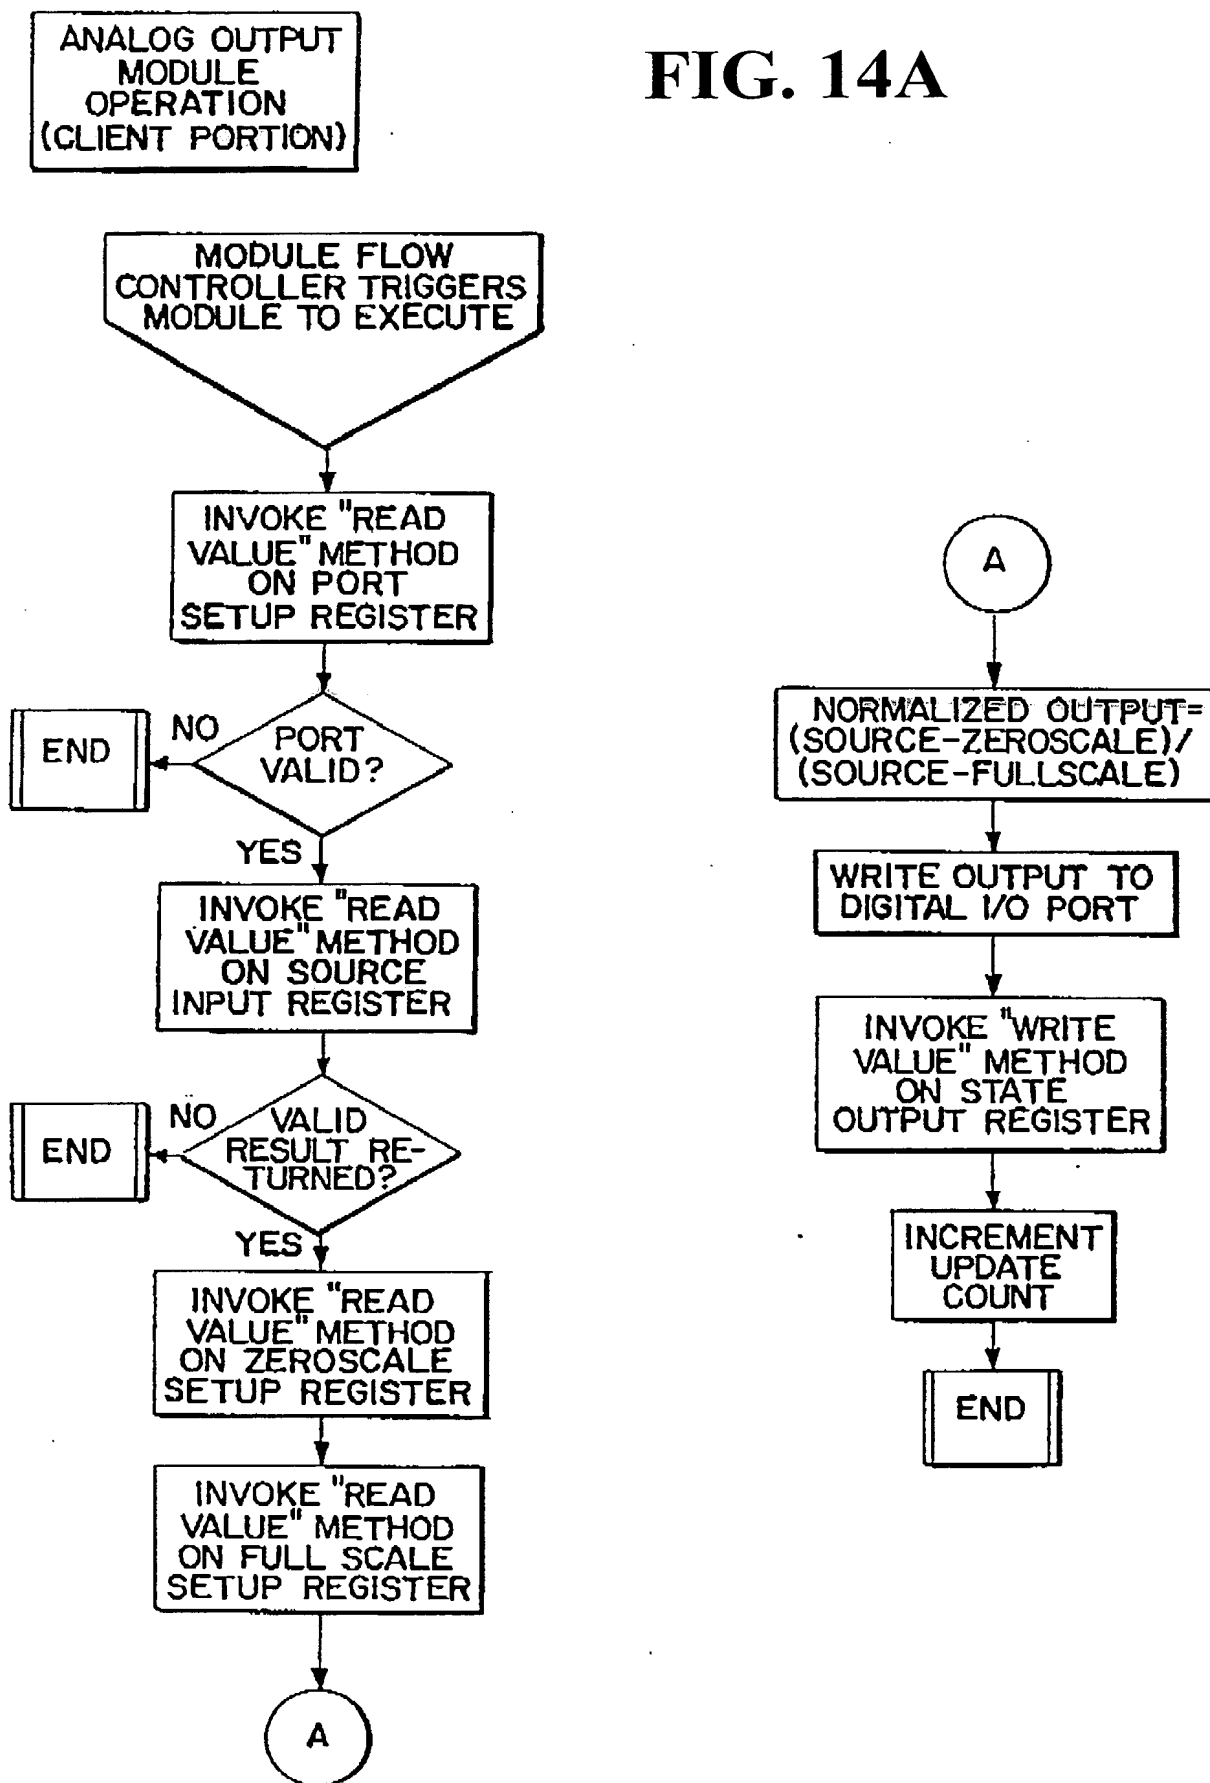 ANALOG OUTPUT
MODULE
OPERATION
(CLIENT PORTION)
FIG. 14A
MODULE FLOW
CONTROLLER TRIGGERS
MODULE TO EXECUTE
INVOKE "READ
VALUE" METHOD
ON PORT
SETUP REGISTER
PORT
VALID?
NO
END
YES
INVOKE "READ
VALUE" METHOD
ON SOURCE
INPUT REGISTER
VALID
RESULT RE-
TURNED?
NO
END
YES
INVOKE "READ
VALUE" METHOD
ON ZEROSCALE
SETUP REGISTER
INVOKE "READ
VALUE" METHOD
ON FULL SCALE
SETUP REGISTER
A
A
NORMALIZED OUTPUT=
(SOURCE-ZEROSCALE)/
(SOURCE-FULLSCALE)
WRITE OUTPUT TO
DIGITAL I/O PORT
INVOKE "WRITE
VALUE" METHOD
ON STATE
OUTPUT REGISTER
INCREMENT
UPDATE
COUNT
END